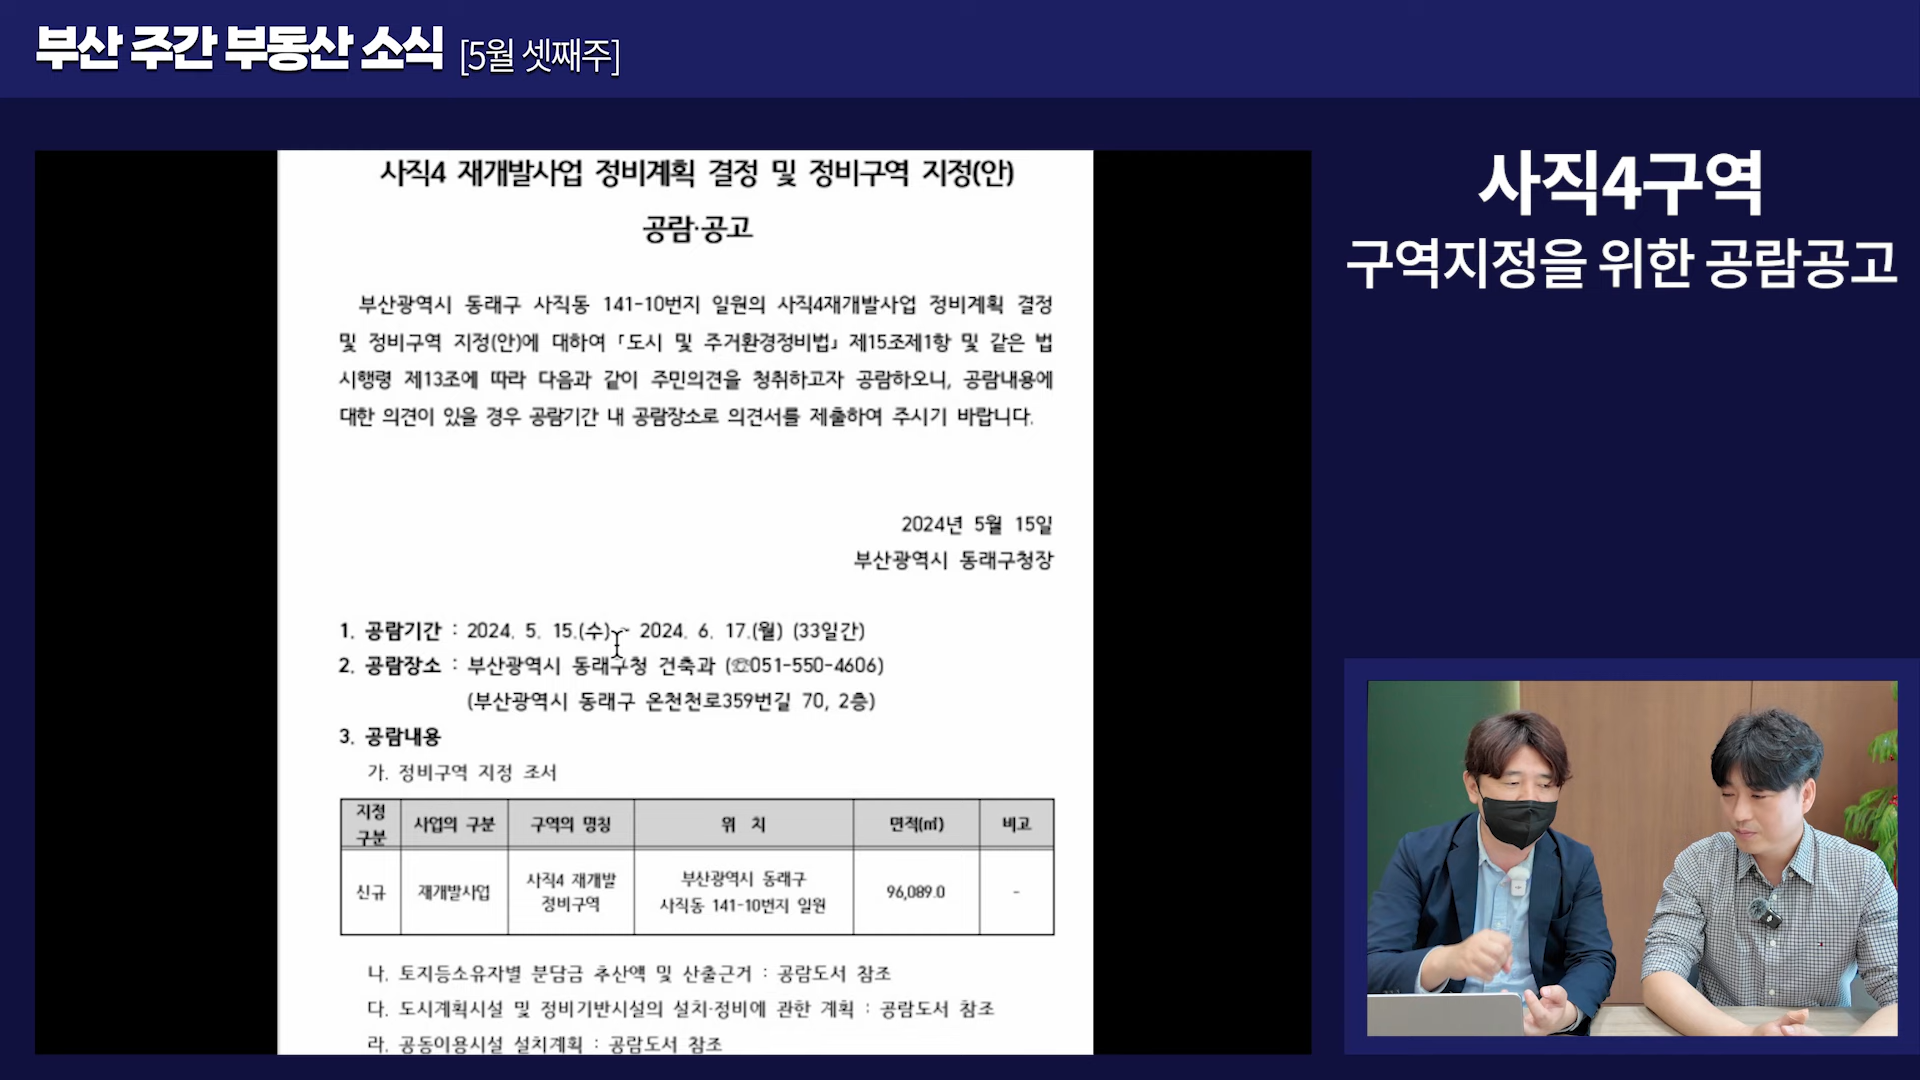 부산 주간 부동산 소식 [5월 셋째주]
사직4구역
구역지정을 위한 공람공고
사직4 재개발사업 정비계획 결정 및 정비구역 지정(안)
공람·공고
부산광역시 동래구 사직동 141-10번지 일원의 사직4재개발사업 정비계획 결정
및 정비구역 지정(안)에 대하여 「도시 및 주거환경정비법」 제15조제1항 및 같은 법
시행령 제13조에 따라 다음과 같이 주민의견을 청취하고자 공람하오니, 공람내용에
대한 의견이 있을 경우 공람기간 내 공람장소로 의견서를 제출하여 주시기 바랍니다.
2024년 5월 15일
부산광역시 동래구청장
1. 공람기간 : 2024. 5. 15.(수) ~ 2024. 6. 17.(월) (33일간)
2. 공람장소 : 부산광역시 동래구청 건축과 (☏051-550-4606)
(부산광역시 동래구 온천천로359번길 70, 2층)
3. 공람내용
가. 정비구역 지정 조서
지정 구분 사업의 구분 구역의 명칭 위 치 면적(㎡) 비고
신규 재개발사업 사직4 재개발 정비구역 부산광역시 동래구 사직동 141-10번지 일원 96,089.0 -
나. 토지등소유자별 분담금 추산액 및 산출근거 : 공람도서 참조
다. 도시계획시설 및 정비기반시설의 설치·정비에 관한 계획 : 공람도서 참조
라. 공동이용시설 설치계획 : 공람도서 참조